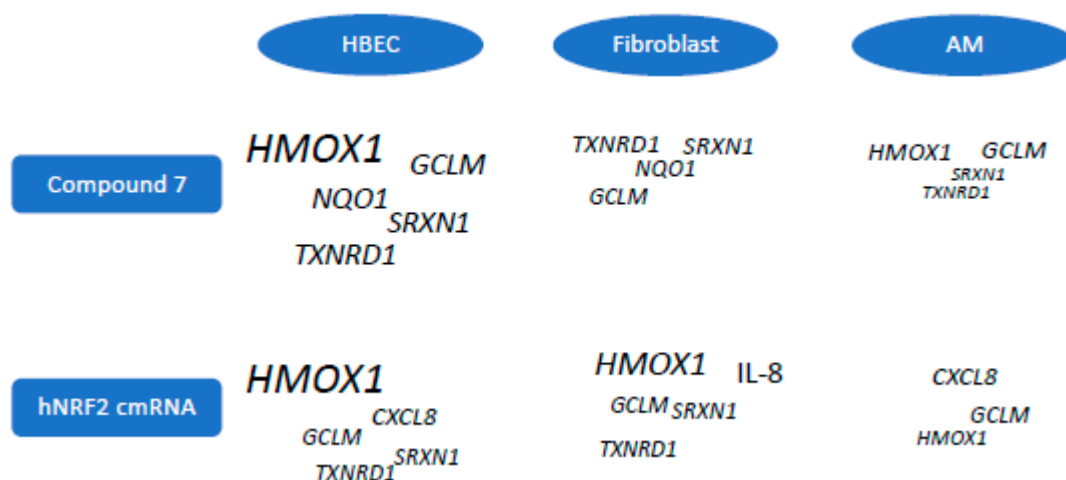 HBEC Fibroblast AM
Compound 7
HMOX1 GCLM
NQO1
SRXN1
TXNRD1
TXNRD1 SRXN1
NQO1
GCLM
HMOX1 GCLM
SRXN1
TXNRD1
hNRF2 cmRNA
HMOX1
CXCL8
GCLM
SRXN1
TXNRD1
HMOX1 IL-8
GCLM SRXN1
TXNRD1
CXCL8
GCLM
HMOX1